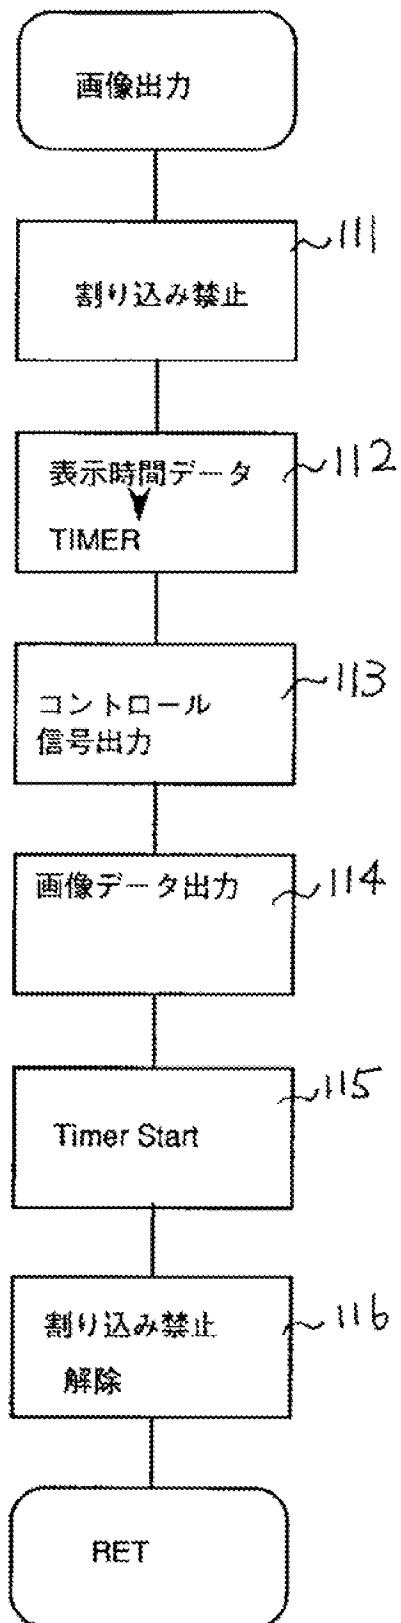 画像出力
111
割り込み禁止
112
表示時間データ
TIMER
113
コントロール
信号出力
114
画像データ出力
115
Timer Start
116
割り込み禁止
解除
RET